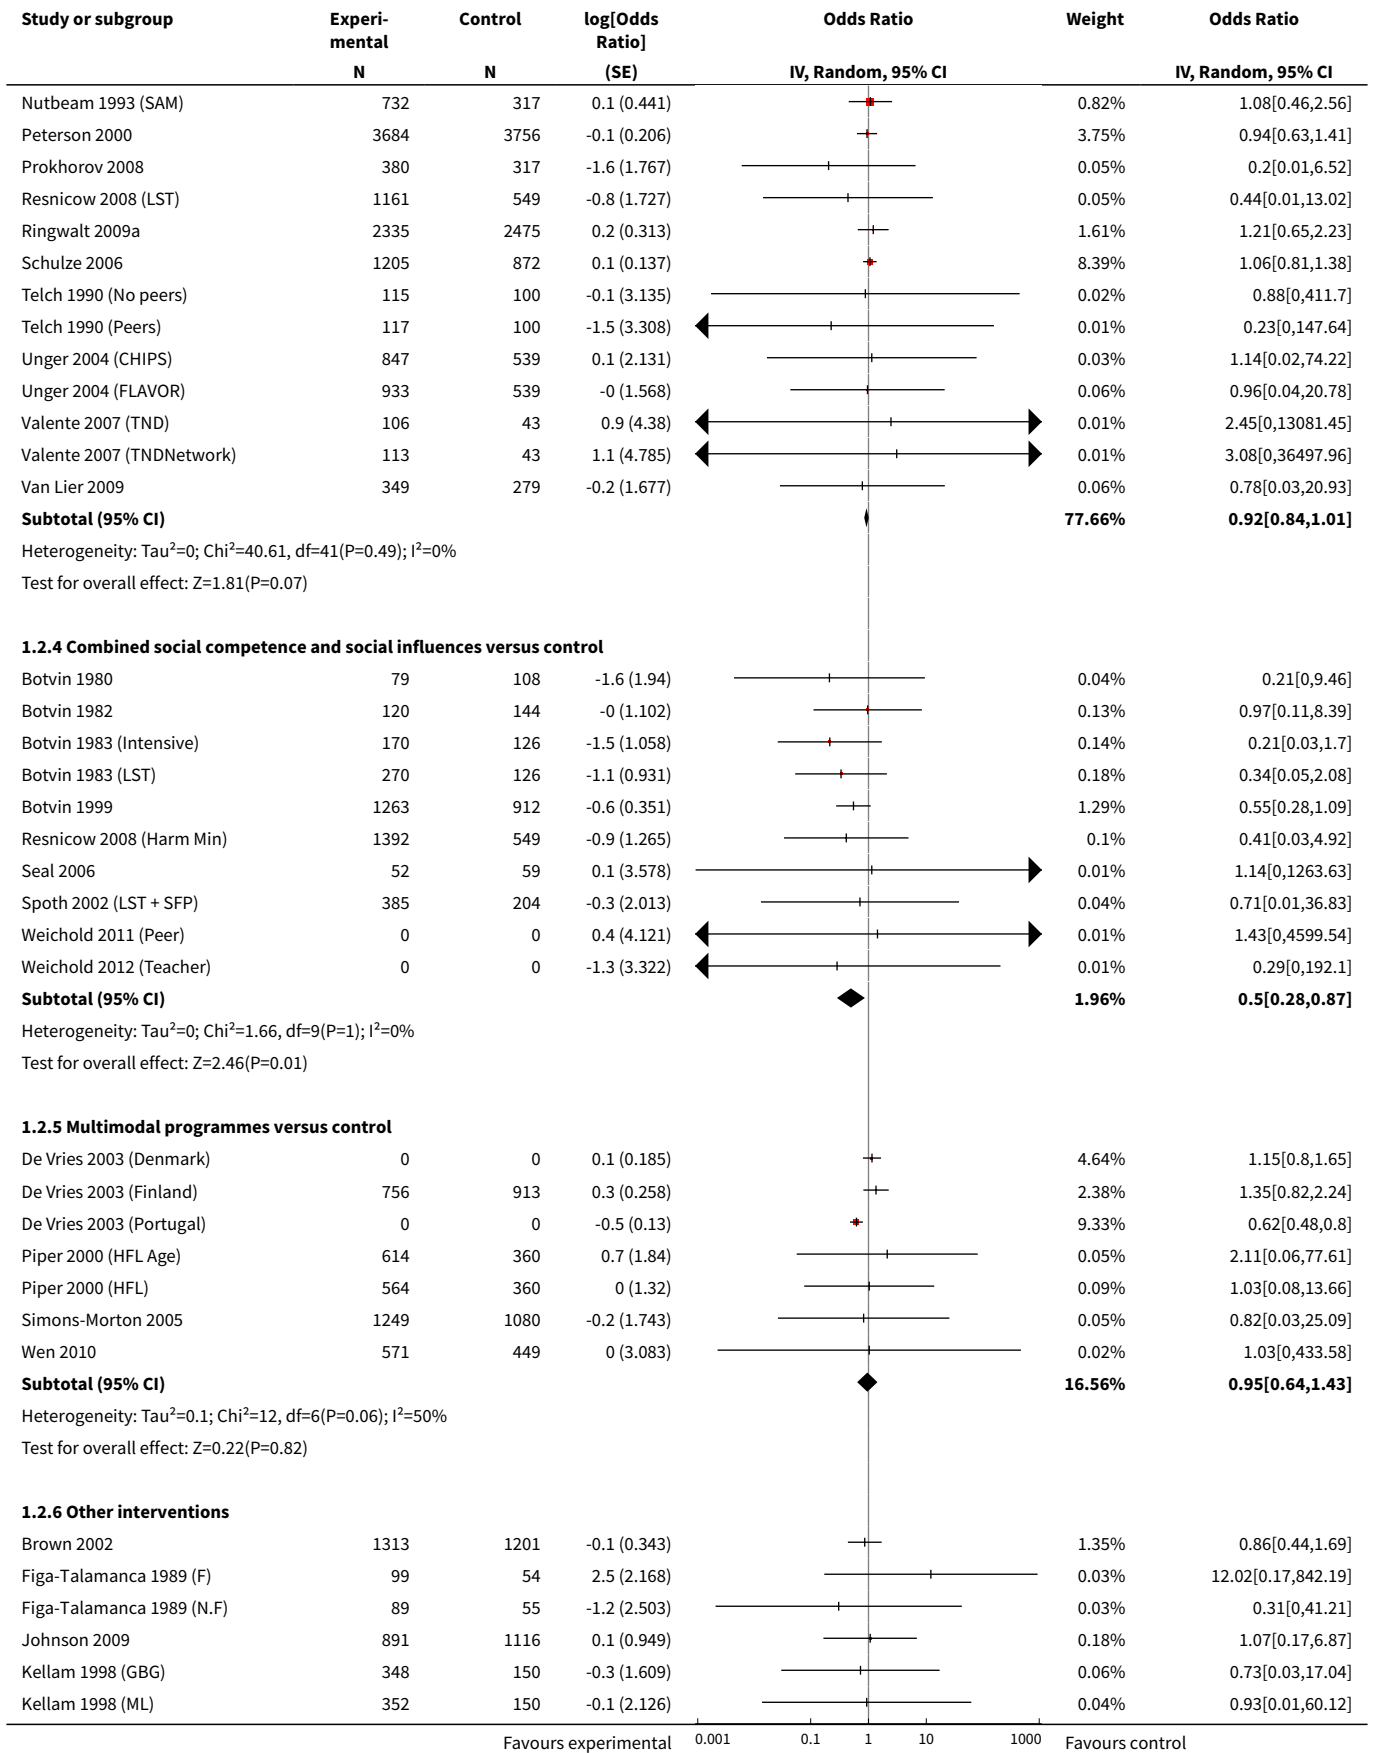 Study or subgroup Experi- Control log[Odds Odds Ratio Weight Odds Ratio
mental Ratio]
N N (SE) IV, Random, 95% CI IV, Random, 95% CI
Nutbeam 1993 (SAM) 732 317 0.1 (0.441) 0.82% 1.08[0.46,2.56]
Peterson 2000 3684 3756 -0.1 (0.206) 3.75% 0.94[0.63,1.41]
Prokhorov 2008 380 317 -1.6 (1.767) 0.05% 0.2[0.01,6.52]
Resnicow 2008 (LST) 1161 549 -0.8 (1.727) 0.05% 0.44[0.01,13.02]
Ringwalt 2009a 2335 2475 0.2 (0.313) 1.61% 1.21[0.65,2.23]
Schulze 2006 1205 872 0.1 (0.137) 8.39% 1.06[0.81,1.38]
Telch 1990 (No peers) 115 100 -0.1 (3.135) 0.02% 0.88[0,411.7]
Telch 1990 (Peers) 117 100 -1.5 (3.308) 0.01% 0.23[0,147.64]
Unger 2004 (CHIPS) 847 539 0.1 (2.131) 0.03% 1.14[0.02,74.22]
Unger 2004 (FLAVOR) 933 539 -0 (1.568) 0.06% 0.96[0.04,20.78]
Valente 2007 (TND) 106 43 0.9 (4.38) 0.01% 2.45[0,13081.45]
Valente 2007 (TNDNetwork) 113 43 1.1 (4.785) 0.01% 3.08[0,36497.96]
Van Lier 2009 349 279 -0.2 (1.677) 0.06% 0.78[0.03,20.93]
Subtotal (95% CI) 77.66% 0.92[0.84,1.01]
Heterogeneity: Tau²=0; Chi²=40.61, df=41(P=0.49); I²=0%
Test for overall effect: Z=1.81(P=0.07)
1.2.4 Combined social competence and social influences versus control
Botvin 1980 79 108 -1.6 (1.94) 0.04% 0.21[0,9.46]
Botvin 1982 120 144 -0 (1.102) 0.13% 0.97[0.11,8.39]
Botvin 1983 (Intensive) 170 126 -1.5 (1.058) 0.14% 0.21[0.03,1.7]
Botvin 1983 (LST) 270 126 -1.1 (0.931) 0.18% 0.34[0.05,2.08]
Botvin 1999 1263 912 -0.6 (0.351) 1.29% 0.55[0.28,1.09]
Resnicow 2008 (Harm Min) 1392 549 -0.9 (1.265) 0.1% 0.41[0.03,4.92]
Seal 2006 52 59 0.1 (3.578) 0.01% 1.14[0,1263.63]
Spoth 2002 (LST + SFP) 385 204 -0.3 (2.013) 0.04% 0.71[0.01,36.83]
Weichold 2011 (Peer) 0 0 0.4 (4.121) 0.01% 1.43[0,4599.54]
Weichold 2012 (Teacher) 0 0 -1.3 (3.322) 0.01% 0.29[0,192.1]
Subtotal (95% CI) 1.96% 0.5[0.28,0.87]
Heterogeneity: Tau²=0; Chi²=1.66, df=9(P=1); I²=0%
Test for overall effect: Z=2.46(P=0.01)
1.2.5 Multimodal programmes versus control
De Vries 2003 (Denmark) 0 0 0.1 (0.185) 4.64% 1.15[0.8,1.65]
De Vries 2003 (Finland) 756 913 0.3 (0.258) 2.38% 1.35[0.82,2.24]
De Vries 2003 (Portugal) 0 0 -0.5 (0.13) 9.33% 0.62[0.48,0.8]
Piper 2000 (HFL Age) 614 360 0.7 (1.84) 0.05% 2.11[0.06,77.61]
Piper 2000 (HFL) 564 360 0 (1.32) 0.09% 1.03[0.08,13.66]
Simons-Morton 2005 1249 1080 -0.2 (1.743) 0.05% 0.82[0.03,25.09]
Wen 2010 571 449 0 (3.083) 0.02% 1.03[0,433.58]
Subtotal (95% CI) 16.56% 0.95[0.64,1.43]
Heterogeneity: Tau²=0.1; Chi²=12, df=6(P=0.06); I²=50%
Test for overall effect: Z=0.22(P=0.82)
1.2.6 Other interventions
Brown 2002 1313 1201 -0.1 (0.343) 1.35% 0.86[0.44,1.69]
Figa-Talamanca 1989 (F) 99 54 2.5 (2.168) 0.03% 12.02[0.17,842.19]
Figa-Talamanca 1989 (N.F) 89 55 -1.2 (2.503) 0.03% 0.31[0,41.21]
Johnson 2009 891 1116 0.1 (0.949) 0.18% 1.07[0.17,6.87]
Kellam 1998 (GBG) 348 150 -0.3 (1.609) 0.06% 0.73[0.03,17.04]
Kellam 1998 (ML) 352 150 -0.1 (2.126) 0.04% 0.93[0.01,60.12]
Favours experimental 0.001 0.1 1 10 1000 Favours control